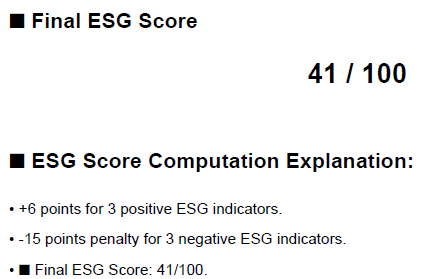 ■ Final ESG Score
41 / 100
■ ESG Score Computation Explanation:
• +6 points for 3 positive ESG indicators.
• -15 points penalty for 3 negative ESG indicators.
• ■ Final ESG Score: 41/100.